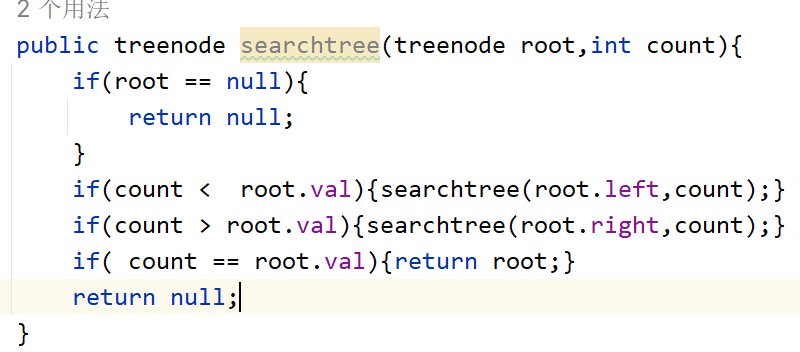 2 个用法
public treenode searchtree(treenode root,int count){
    if(root == null){
        return null;
    }
    if(count <  root.val){searchtree(root.left,count);}
    if(count > root.val){searchtree(root.right,count);}
    if( count == root.val){return root;}
    return null;
}